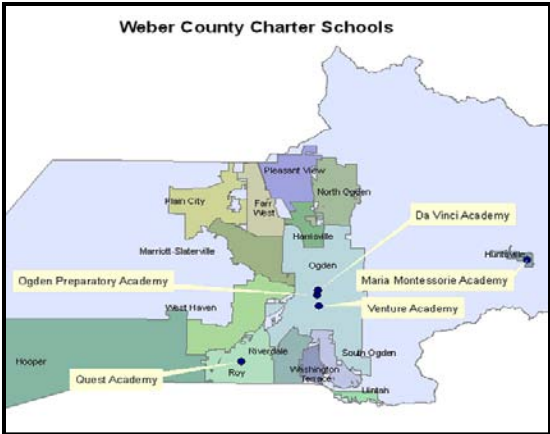 Weber County Charter Schools
Pleasant View
Plain City
Farr
West
North Ogden
Harrisville
Da Vinci Academy
Marriott-Slaterville
Ogden
Huntsville
Ogden Preparatory Academy
Maria Montessorie Academy
West Haven
Venture Academy
Hooper
Riverdale
South Ogden
Roy
Washington
Terrace
Quest Academy
Uintah